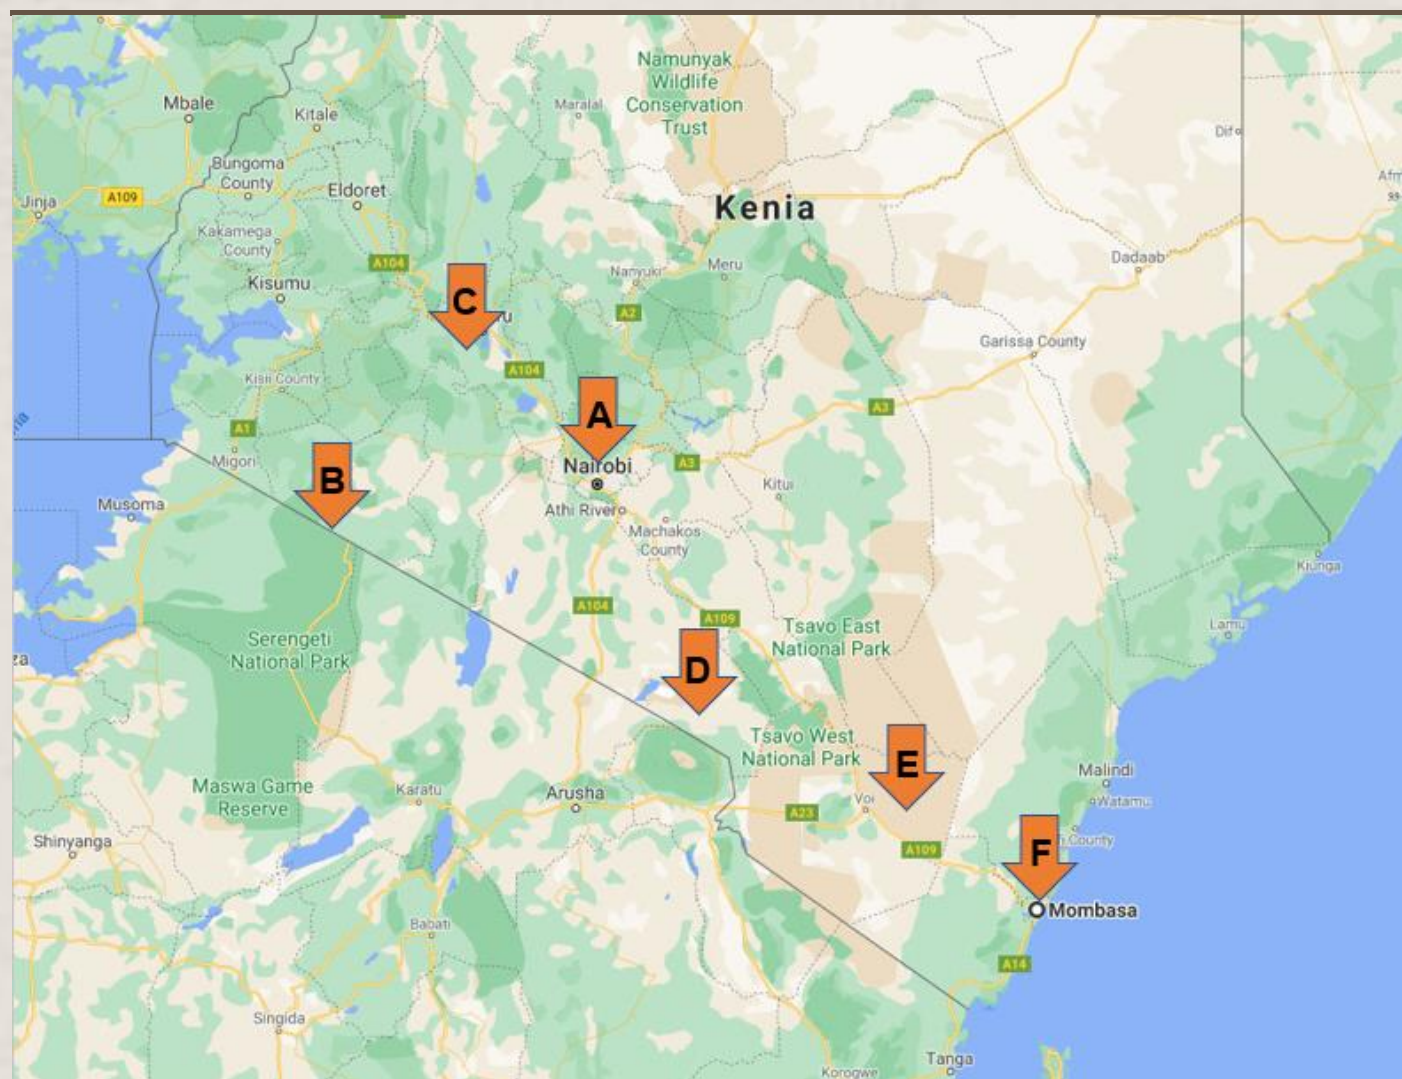 Namunyak
Wildlife
Conservation
Trust
Mbale
Kitale
Maralal
Dif
Bungoma
County
Eldoret
A109
Jinja
Kenia
Kakamega
County
A104
Nanyuki
Meru
Dadaab
Kisumu
C
A2
Garissa County
A104
Kisii County
A
A3
A1
Migori
Nairobi
A3
B
Kitui
Musoma
Athi River
Machakos
County
Kiunga
A104
A109
Lamu
Tsavo East
National Park
Serengeti
National Park
D
Tsavo West
National Park
E
Malindi
Maswa Game
Reserve
Karatu
Arusha
Voi
Watamu
A23
Shinyanga
A109
F
County
Mombasa
Babati
A14
Singida
Tanga
Korogwe